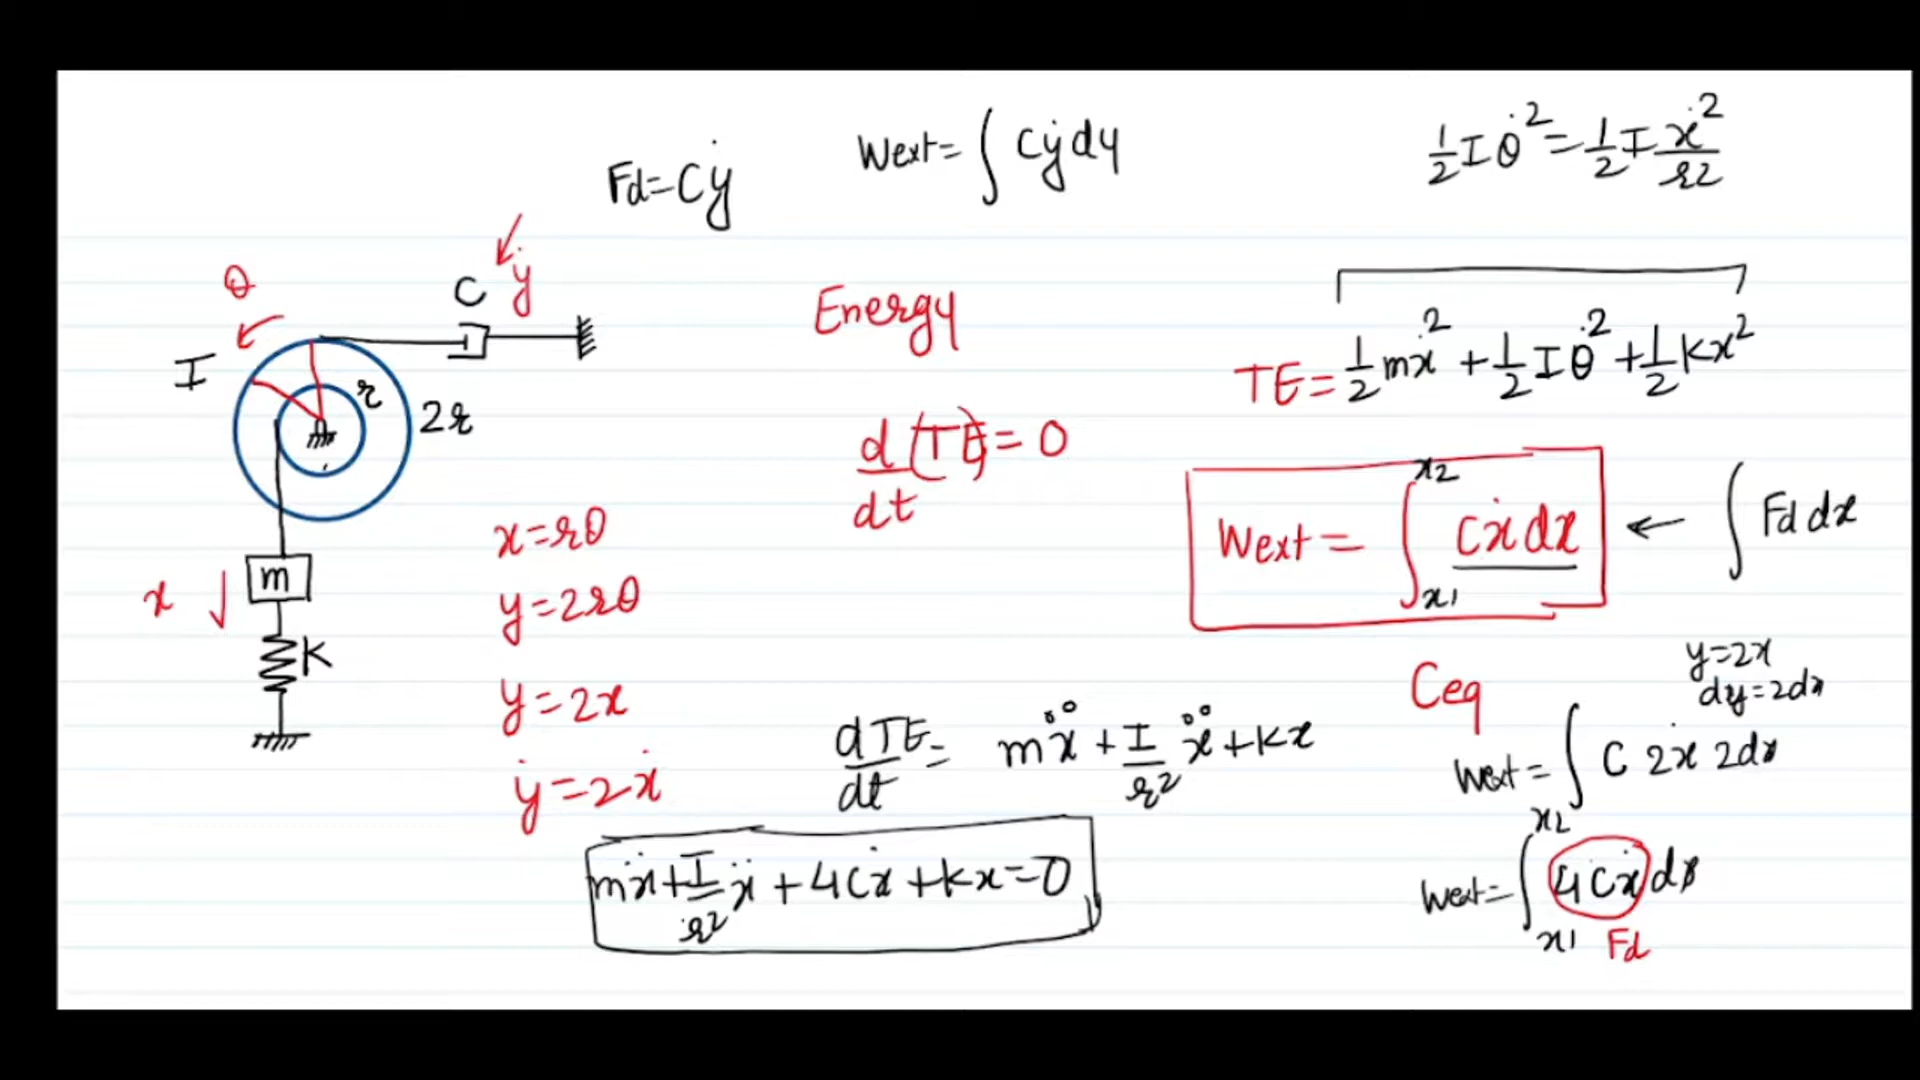 Fd=Cẏ
Wext=∫Cẏdy
½Iθ̇²=½I ẋ²/r²
θ
C
ẏ
I
r
2r
m
x
K
Energy
d/dt(TE)=0
x=rθ
y=2rθ
y=2x
ẏ=2ẋ
TE=½mẋ²+½Iθ̇²+½kx²
Wext=∫x1 x2 cẋdx ← ∫Fd dx
Ceq
y=2x
dy=2dx
Wext=∫C 2ẋ 2dx
Wext=∫x1 x2 4Cẋdx
Fd
dTE/dt= mẍ+I/r² ẍ+kx
mẍ+I/r² ẍ+4Cẋ+kx=0